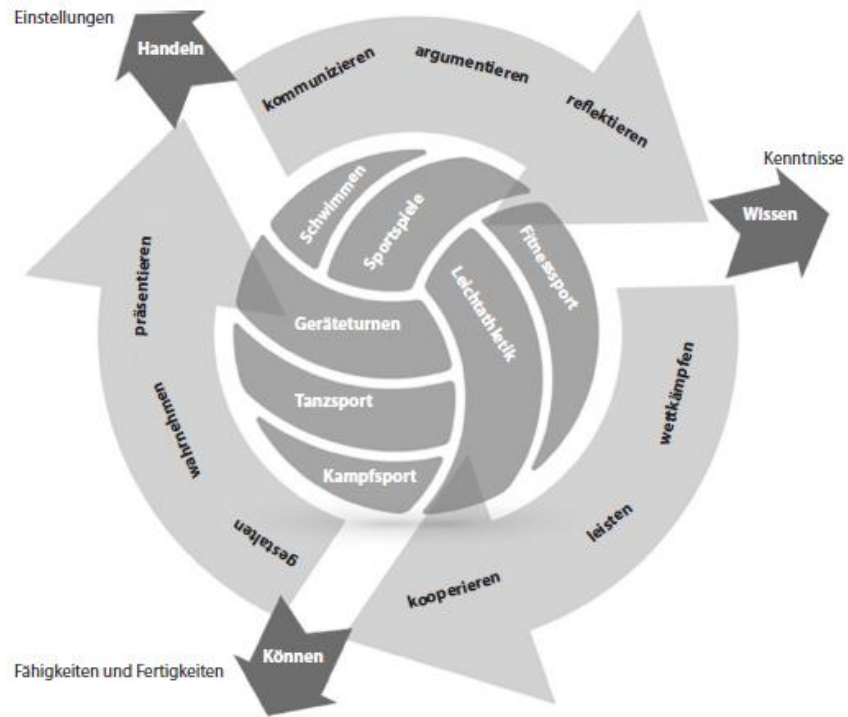 Einstellungen
Handeln
kommunizieren
argumentieren
reflektieren
Kenntnisse
Wissen
Schwimmen
Sportspiele
Fitnesssport
Leichtathletik
Geräteturnen
Tanzsport
Kampfsport
präsentieren
wahrnehmen
gestalten
wettkämpfen
leisten
kooperieren
Können
Fähigkeiten und Fertigkeiten